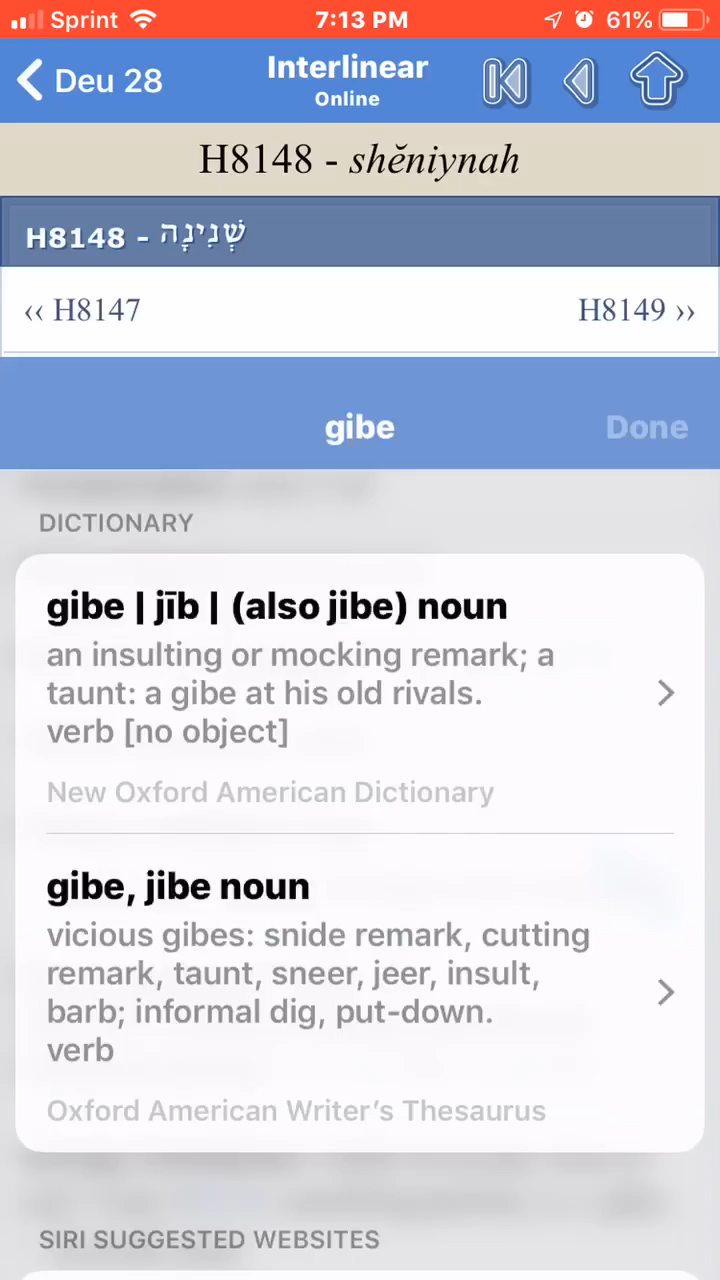 Sprint 7:13 PM 61%
Deu 28 Interlinear
Online
H8148 - shĕniynah
H8148 - שְׁנִינָה
‹‹ H8147 H8149 ››
gibe Done
DICTIONARY
gibe | jīb | (also jibe) noun
an insulting or mocking remark; a
taunt: a gibe at his old rivals.
verb [no object]
New Oxford American Dictionary
gibe, jibe noun
vicious gibes: snide remark, cutting
remark, taunt, sneer, jeer, insult,
barb; informal dig, put-down.
verb
Oxford American Writer's Thesaurus
SIRI SUGGESTED WEBSITES